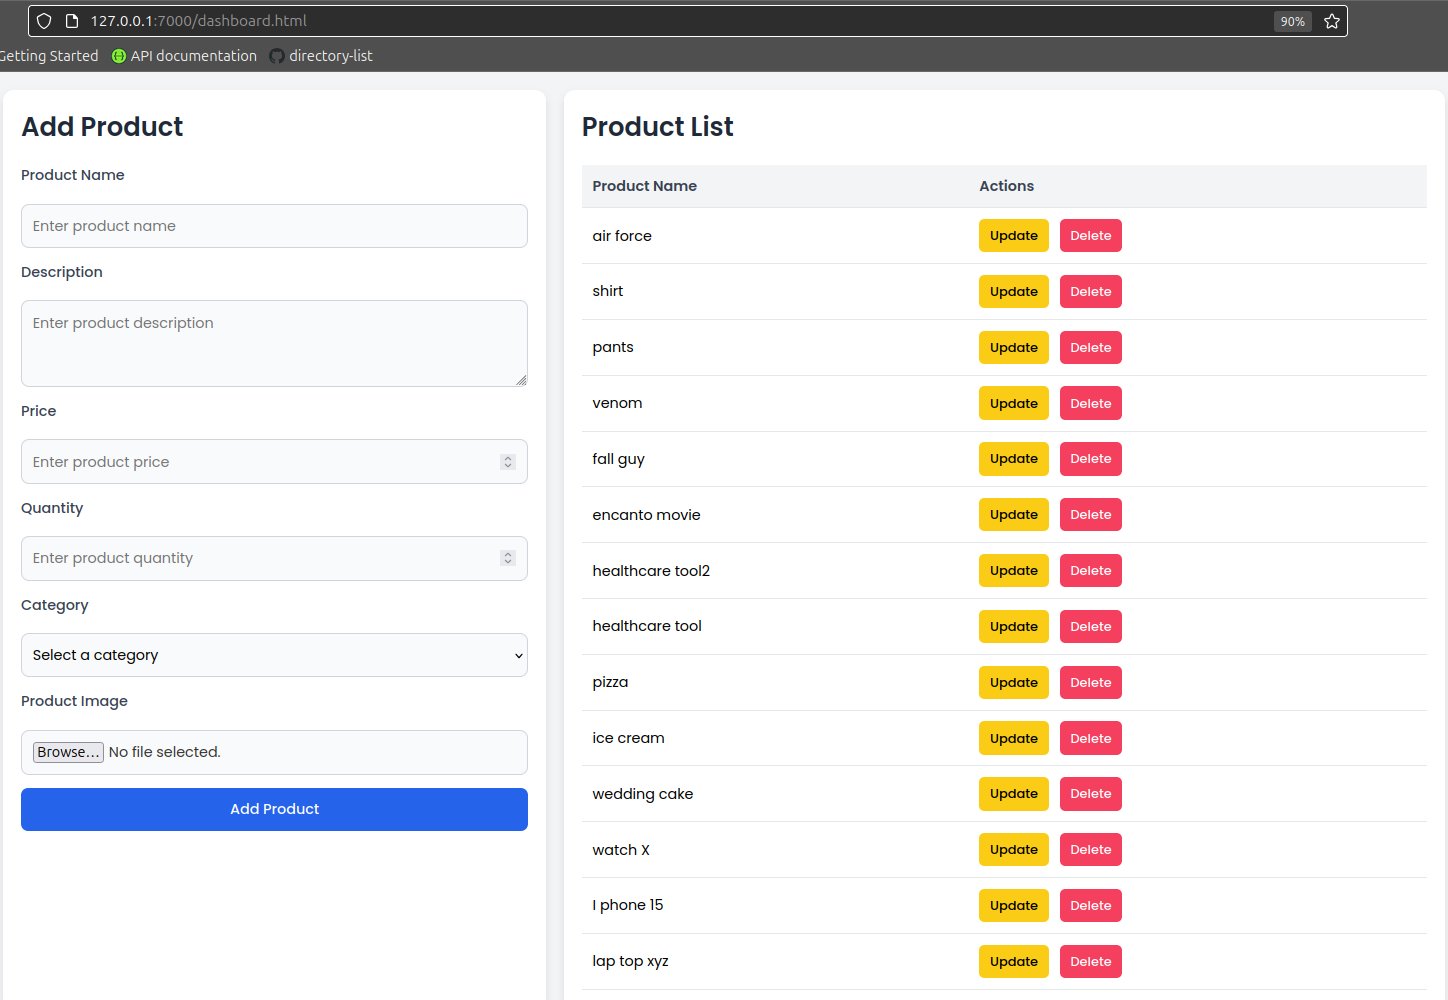 127.0.0.1:7000/dashboard.html 90%
Getting Started API documentation directory-list
Add Product
Product Name
Enter product name
Description
Enter product description
Price
Enter product price
Quantity
Enter product quantity
Category
Select a category
Product Image
Browse... No file selected.
Add Product
Product List
Product Name Actions
air force Update Delete
shirt Update Delete
pants Update Delete
venom Update Delete
fall guy Update Delete
encanto movie Update Delete
healthcare tool2 Update Delete
healthcare tool Update Delete
pizza Update Delete
ice cream Update Delete
wedding cake Update Delete
watch X Update Delete
I phone 15 Update Delete
lap top xyz Update Delete